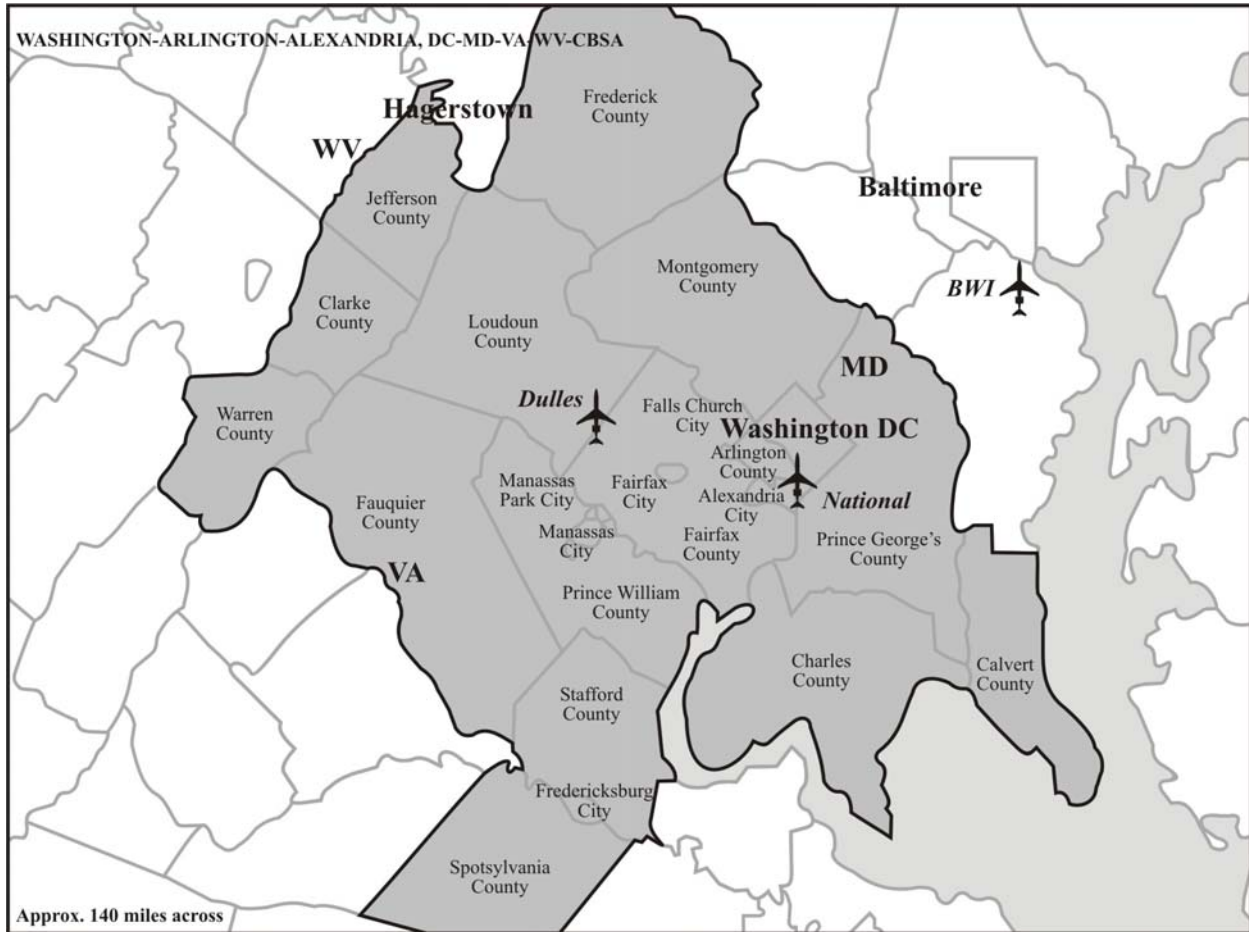 WASHINGTON-ARLINGTON-ALEXANDRIA, DC-MD-VA-WV-CBSA
Frederick
County
Hagerstown
WV
Baltimore
Jefferson
County
Montgomery
County
BWI
Clarke
County
Loudoun
County
MD
Dulles
Falls Church
City
Warren
County
Washington DC
Arlington
County
Manassas
Park City
Fairfax
City
Alexandria
City
National
Fauquier
County
Manassas
City
Fairfax
County
Prince George's
County
VA
Prince William
County
Charles
County
Calvert
County
Stafford
County
Fredericksburg
City
Spotsylvania
County
Approx. 140 miles across